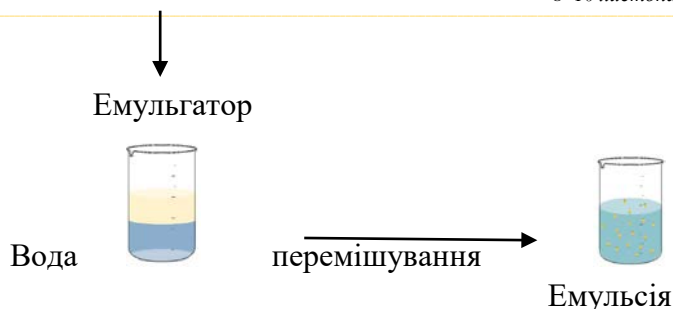 Емульгатор
Вода
перемішування
Емульсія